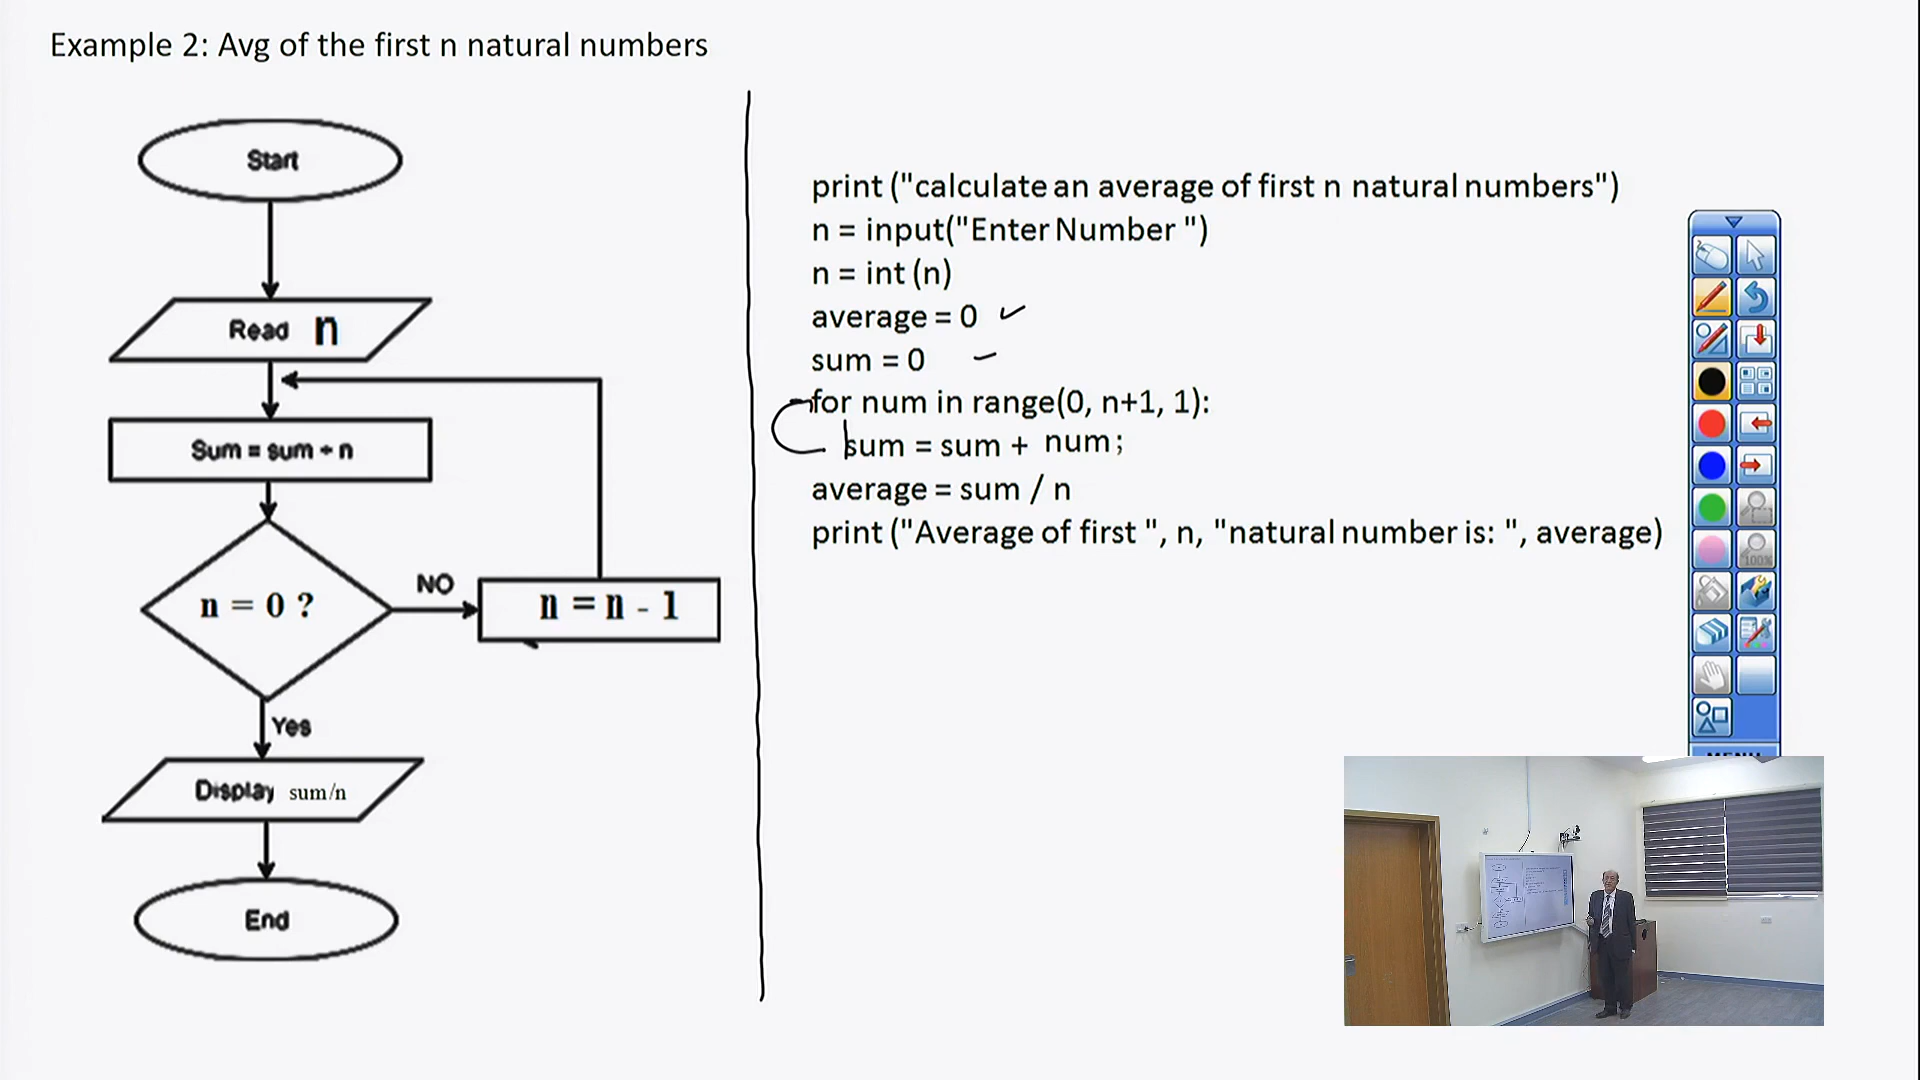 Example 2: Avg of the first n natural numbers
Start
Read n
Sum = sum + n
n = 0 ?
NO
n = n - 1
Yes
Display sum/n
End
print ("calculate an average of first n natural numbers")
n = input("Enter Number ")
n = int (n)
average = 0
sum = 0
for num in range(0, n+1, 1):
sum = sum + num;
average = sum / n
print ("Average of first ", n, "natural number is: ", average)
100%